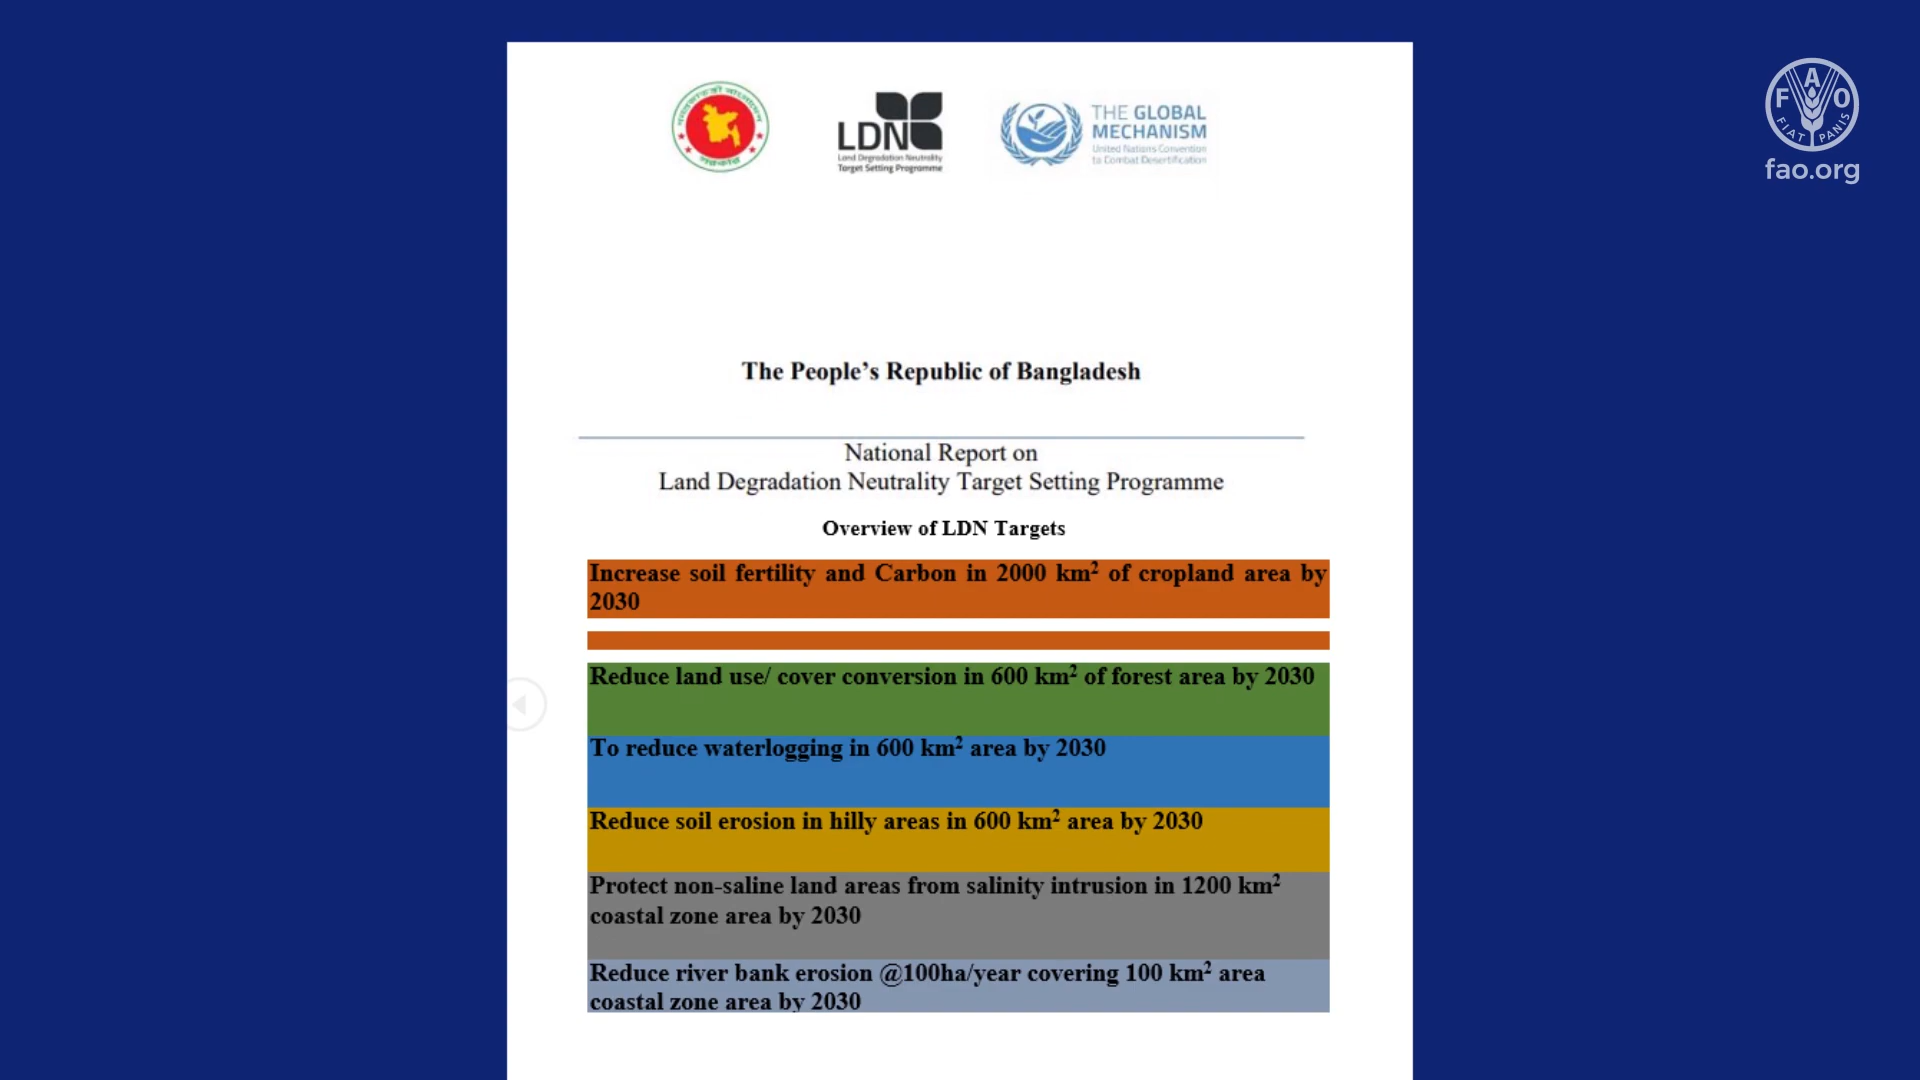 LDN
Land Degradation Neutrality
Target Setting Programme
THE GLOBAL
MECHANISM
United Nations Convention
to Combat Desertification
F A O
FIAT PANIS
fao.org
The People’s Republic of Bangladesh
National Report on
Land Degradation Neutrality Target Setting Programme
Overview of LDN Targets
Increase soil fertility and Carbon in 2000 km² of cropland area by
2030
Reduce land use/ cover conversion in 600 km² of forest area by 2030
To reduce waterlogging in 600 km² area by 2030
Reduce soil erosion in hilly areas in 600 km² area by 2030
Protect non-saline land areas from salinity intrusion in 1200 km²
coastal zone area by 2030
Reduce river bank erosion @100ha/year covering 100 km² area
coastal zone area by 2030